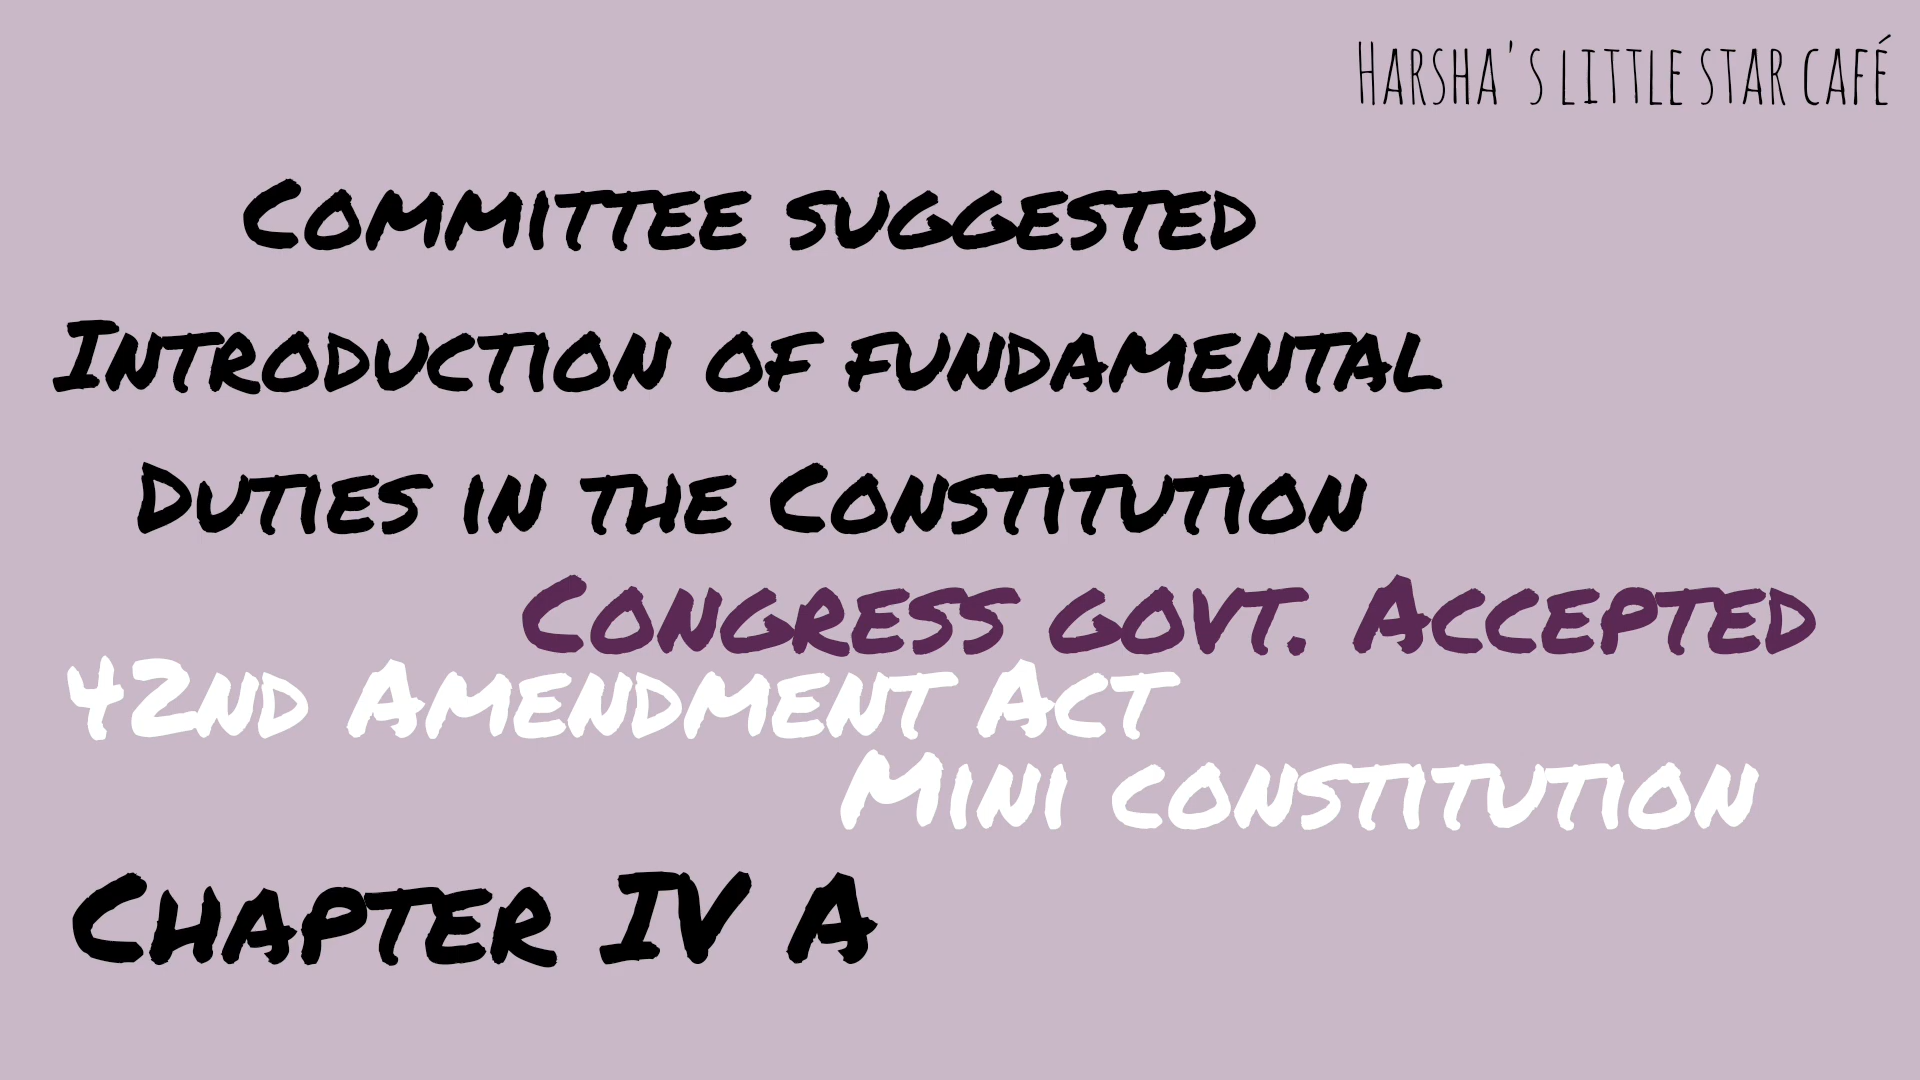 Harsha's little star café
Committee suggested
Introduction of fundamental
Duties in the Constitution
Congress govt. Accepted
42nd Amendment Act
Mini constitution
Chapter IV A